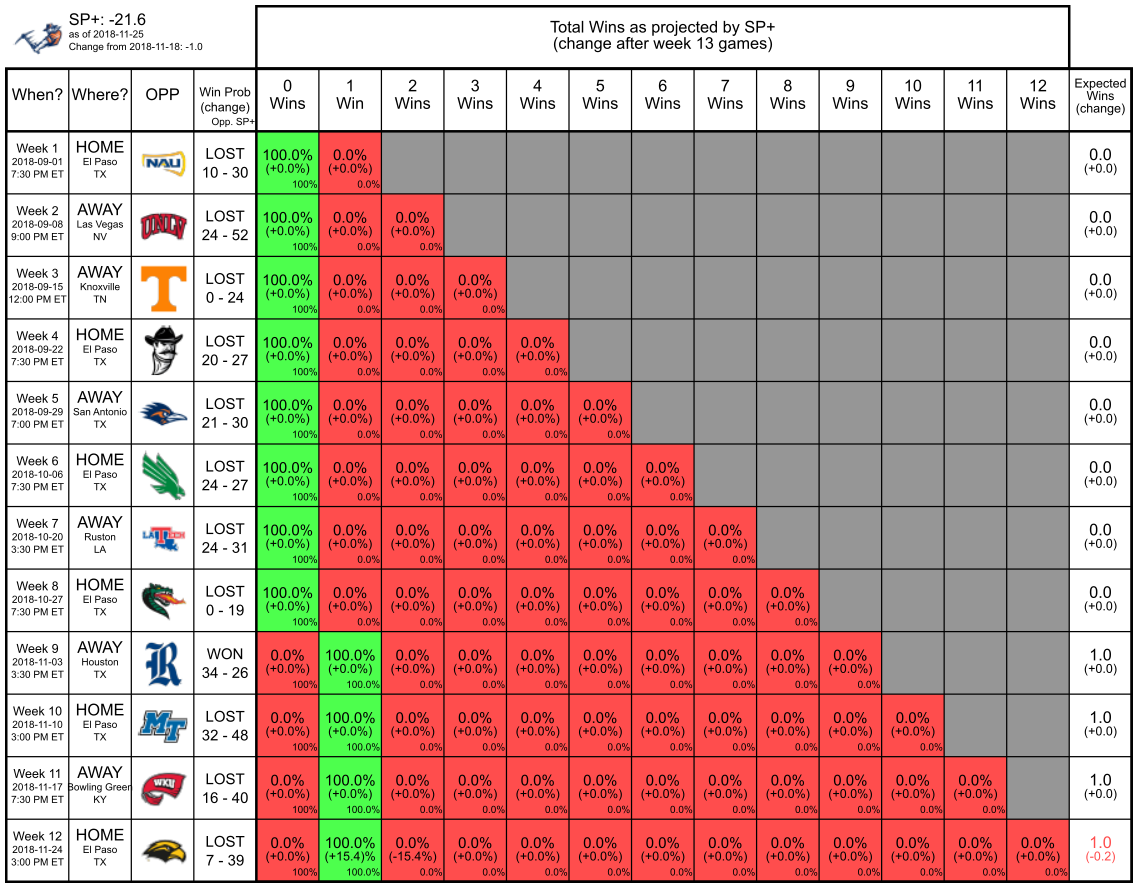 SP+: -21.6
as of 2018-11-25
Change from 2018-11-18: -1.0
Total Wins as projected by SP+
(change after week 13 games)
When? Where? OPP Win Prob (change) Opp. SP+ 0 Wins 1 Win 2 Wins 3 Wins 4 Wins 5 Wins 6 Wins 7 Wins 8 Wins 9 Wins 10 Wins 11 Wins 12 Wins Expected Wins (change)
Week 1 HOME LOST 100.0% 0.0% 0.0
2018-09-01 El Paso NAU (+0.0%) (+0.0%) (+0.0)
7:30 PM ET TX 10 - 30 100% 0.0%
Week 2 AWAY LOST 100.0% 0.0% 0.0% 0.0
2018-09-08 Las Vegas UNLV (+0.0%) (+0.0%) (+0.0%) (+0.0)
9:00 PM ET NV 24 - 52 100% 0.0% 0.0%
Week 3 AWAY LOST 100.0% 0.0% 0.0% 0.0% 0.0
2018-09-15 Knoxville T (+0.0%) (+0.0%) (+0.0%) (+0.0%) (+0.0)
12:00 PM ET TN 0 - 24 100% 0.0% 0.0% 0.0%
Week 4 HOME LOST 100.0% 0.0% 0.0% 0.0% 0.0% 0.0
2018-09-22 El Paso (+0.0%) (+0.0%) (+0.0%) (+0.0%) (+0.0%) (+0.0)
7:30 PM ET TX 20 - 27 100% 0.0% 0.0% 0.0% 0.0%
Week 5 AWAY LOST 100.0% 0.0% 0.0% 0.0% 0.0% 0.0% 0.0
2018-09-29 San Antonio (+0.0%) (+0.0%) (+0.0%) (+0.0%) (+0.0%) (+0.0%) (+0.0)
7:00 PM ET TX 21 - 30 100% 0.0% 0.0% 0.0% 0.0% 0.0%
Week 6 HOME LOST 100.0% 0.0% 0.0% 0.0% 0.0% 0.0% 0.0% 0.0
2018-10-06 El Paso (+0.0%) (+0.0%) (+0.0%) (+0.0%) (+0.0%) (+0.0%) (+0.0%) (+0.0)
7:30 PM ET TX 24 - 27 100% 0.0% 0.0% 0.0% 0.0% 0.0% 0.0%
Week 7 AWAY LOST 100.0% 0.0% 0.0% 0.0% 0.0% 0.0% 0.0% 0.0% 0.0
2018-10-20 Ruston LA TECH (+0.0%) (+0.0%) (+0.0%) (+0.0%) (+0.0%) (+0.0%) (+0.0%) (+0.0%) (+0.0)
3:30 PM ET LA 24 - 31 100% 0.0% 0.0% 0.0% 0.0% 0.0% 0.0% 0.0%
Week 8 HOME LOST 100.0% 0.0% 0.0% 0.0% 0.0% 0.0% 0.0% 0.0% 0.0% 0.0
2018-10-27 El Paso (+0.0%) (+0.0%) (+0.0%) (+0.0%) (+0.0%) (+0.0%) (+0.0%) (+0.0%) (+0.0%) (+0.0)
7:30 PM ET TX 0 - 19 100% 0.0% 0.0% 0.0% 0.0% 0.0% 0.0% 0.0% 0.0%
Week 9 AWAY WON 0.0% 100.0% 0.0% 0.0% 0.0% 0.0% 0.0% 0.0% 0.0% 0.0% 1.0
2018-11-03 Houston R (+0.0%) (+0.0%) (+0.0%) (+0.0%) (+0.0%) (+0.0%) (+0.0%) (+0.0%) (+0.0%) (+0.0%) (+0.0)
3:30 PM ET TX 34 - 26 100% 100.0% 0.0% 0.0% 0.0% 0.0% 0.0% 0.0% 0.0% 0.0%
Week 10 HOME LOST 0.0% 100.0% 0.0% 0.0% 0.0% 0.0% 0.0% 0.0% 0.0% 0.0% 0.0% 1.0
2018-11-10 El Paso MT (+0.0%) (+0.0%) (+0.0%) (+0.0%) (+0.0%) (+0.0%) (+0.0%) (+0.0%) (+0.0%) (+0.0%) (+0.0%) (+0.0)
3:00 PM ET TX 32 - 48 100% 100.0% 0.0% 0.0% 0.0% 0.0% 0.0% 0.0% 0.0% 0.0% 0.0%
Week 11 AWAY LOST 0.0% 100.0% 0.0% 0.0% 0.0% 0.0% 0.0% 0.0% 0.0% 0.0% 0.0% 0.0% 1.0
2018-11-17 Bowling Green WKU (+0.0%) (+0.0%) (+0.0%) (+0.0%) (+0.0%) (+0.0%) (+0.0%) (+0.0%) (+0.0%) (+0.0%) (+0.0%) (+0.0%) (+0.0)
7:30 PM ET KY 16 - 40 100% 100.0% 0.0% 0.0% 0.0% 0.0% 0.0% 0.0% 0.0% 0.0% 0.0% 0.0%
Week 12 HOME LOST 0.0% 100.0% 0.0% 0.0% 0.0% 0.0% 0.0% 0.0% 0.0% 0.0% 0.0% 0.0% 0.0% 1.0
2018-11-24 El Paso (+0.0%) (+15.4)% (-15.4%) (+0.0%) (+0.0%) (+0.0%) (+0.0%) (+0.0%) (+0.0%) (+0.0%) (+0.0%) (+0.0%) (+0.0%) (-0.2)
3:00 PM ET TX 7 - 39 100% 100.0% 0.0% 0.0% 0.0% 0.0% 0.0% 0.0% 0.0% 0.0% 0.0% 0.0% 0.0%